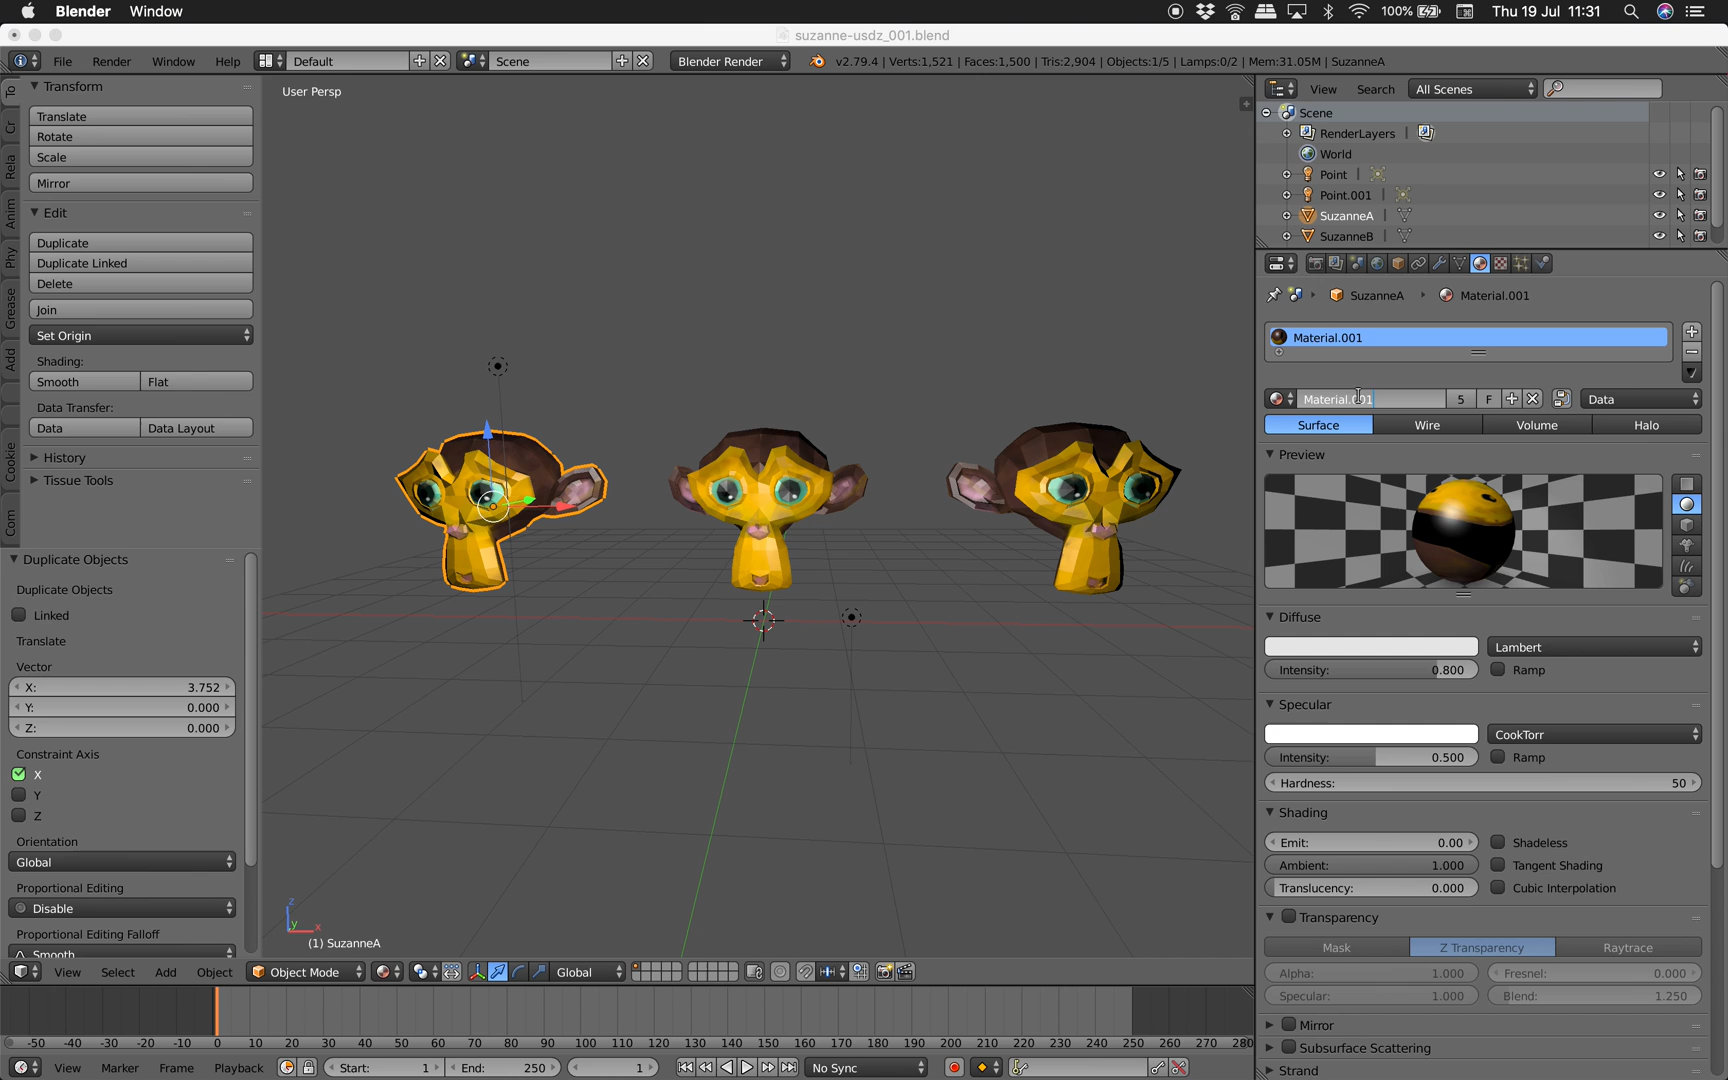 Blender Window 100% Thu 19 Jul 11:31
suzanne-usdz_001.blend
File Render Window Help Default Scene Blender Render v2.79.4 | Verts:1,521 | Faces:1,500 | Tris:2,904 | Objects:1/5 | Lamps:0/2 | Mem:31.05M | SuzanneA
To
Cr
Rela
Anim
Phy
Grease
Add
Cookie
Com
Transform
Translate
Rotate
Scale
Mirror
Edit
Duplicate
Duplicate Linked
Delete
Join
Set Origin
Shading:
Smooth Flat
Data Transfer:
Data Data Layout
History
Tissue Tools
Duplicate Objects
Duplicate Objects
Linked
Translate
Vector
X: 3.752
Y: 0.000
Z: 0.000
Constraint Axis
X
Y
Z
Orientation
Global
Proportional Editing
Disable
Proportional Editing Falloff
Smooth
User Persp
z
y x
(1) SuzanneA
View Select Add Object Object Mode Global
-50 -40 -30 -20 -10 0 10 20 30 40 50 60 70 80 90 100 110 120 130 140 150 160 170 180 190 200 210 220 230 240 250 260 270 280
View Marker Frame Playback Start: 1 End: 250 1 No Sync
View Search All Scenes
Scene
RenderLayers
World
Point
Point.001
SuzanneA
SuzanneB
SuzanneA Material.001
Material.001
Material.001 5 F Data
Surface Wire Volume Halo
Preview
Diffuse
Lambert
Intensity: 0.800 Ramp
Specular
CookTorr
Intensity: 0.500 Ramp
Hardness: 50
Shading
Emit: 0.00 Shadeless
Ambient: 1.000 Tangent Shading
Translucency: 0.000 Cubic Interpolation
Transparency
Mask Z Transparency Raytrace
Alpha: 1.000 Fresnel: 0.000
Specular: 1.000 Blend: 1.250
Mirror
Subsurface Scattering
Strand